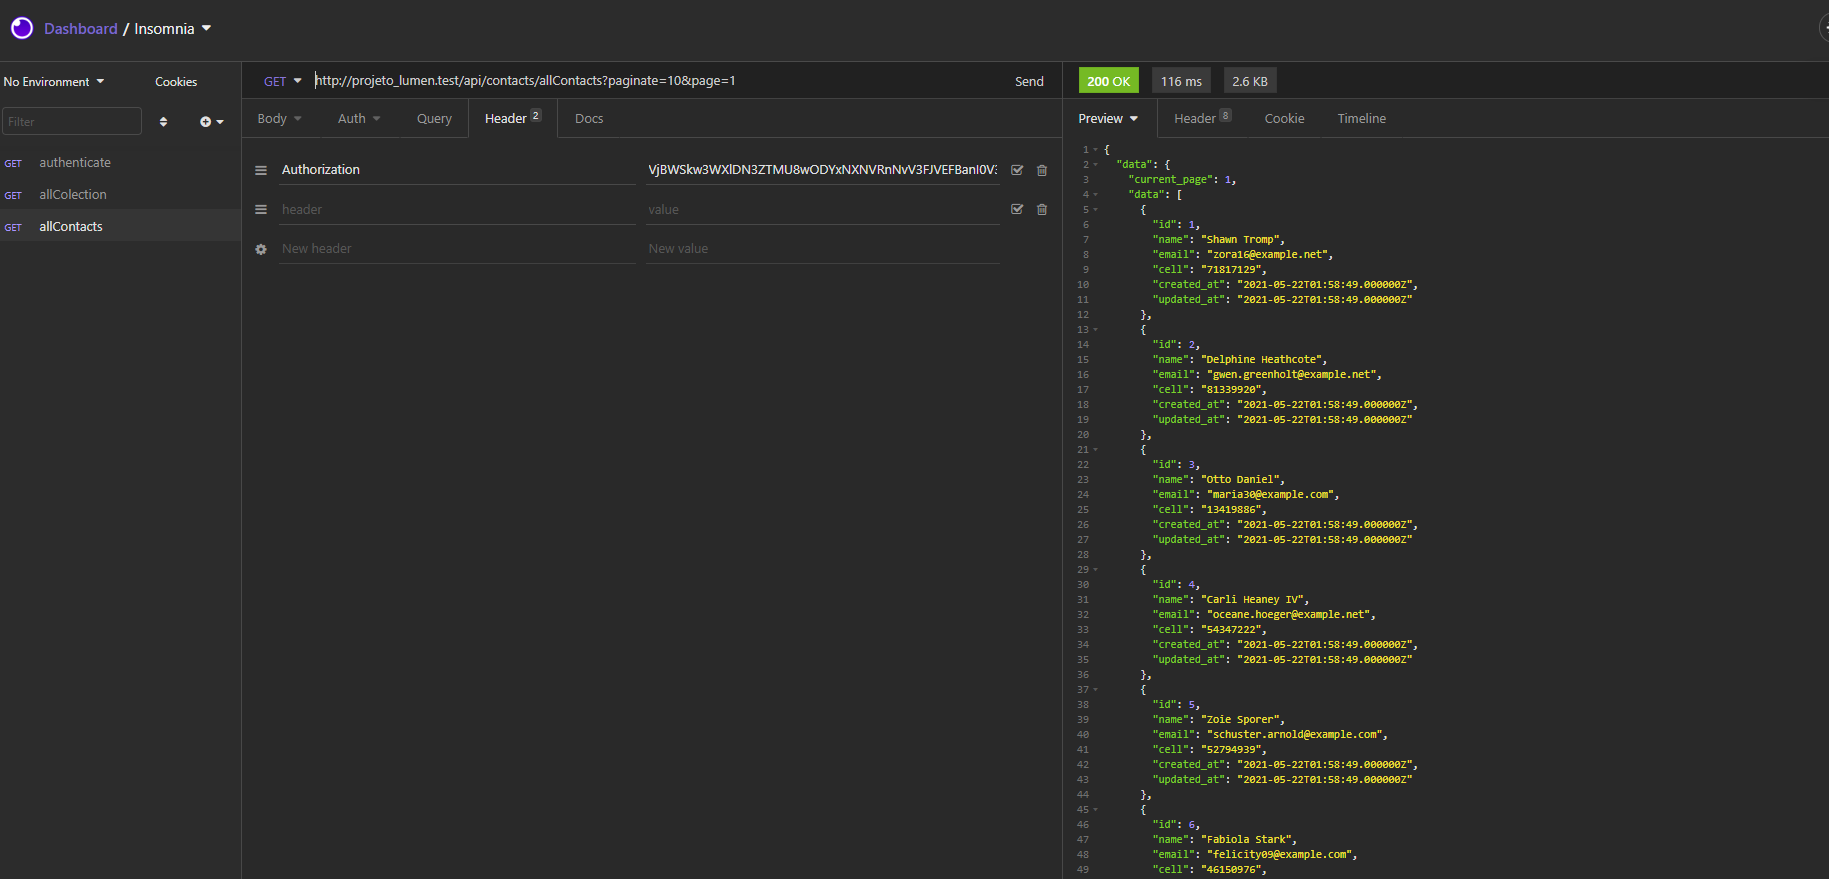 Dashboard / Insomnia
No Environment
Cookies
Filter
GET authenticate
GET allColection
GET allContacts
GET http://projeto_lumen.test/api/contacts/allContacts?paginate=10&page=1 Send
Body Auth Query Header 2 Docs
Authorization
header value
New header New value
200 OK 116 ms 2.6 KB
Preview Header 8 Cookie Timeline
1 {
2 "data": {
3 "current_page": 1,
4 "data": [
5 {
6 "id": 1,
7 "name": "Shawn Tromp",
8 "email": "zora16@example.net",
9 "cell": "71817129",
10 "created_at": "2021-05-22T01:58:49.000000Z",
11 "updated_at": "2021-05-22T01:58:49.000000Z"
12 },
13 {
14 "id": 2,
15 "name": "Delphine Heathcote",
16 "email": "gwen.greenholt@example.net",
17 "cell": "81339920",
18 "created_at": "2021-05-22T01:58:49.000000Z",
19 "updated_at": "2021-05-22T01:58:49.000000Z"
20 },
21 {
22 "id": 3,
23 "name": "Otto Daniel",
24 "email": "maria30@example.com",
25 "cell": "13419886",
26 "created_at": "2021-05-22T01:58:49.000000Z",
27 "updated_at": "2021-05-22T01:58:49.000000Z"
28 },
29 {
30 "id": 4,
31 "name": "Carli Heaney IV",
32 "email": "oceane.hoeger@example.net",
33 "cell": "54347222",
34 "created_at": "2021-05-22T01:58:49.000000Z",
35 "updated_at": "2021-05-22T01:58:49.000000Z"
36 },
37 {
38 "id": 5,
39 "name": "Zoie Sporer",
40 "email": "schuster.arnold@example.com",
41 "cell": "52794939",
42 "created_at": "2021-05-22T01:58:49.000000Z",
43 "updated_at": "2021-05-22T01:58:49.000000Z"
44 },
45 {
46 "id": 6,
47 "name": "Fabiola Stark",
48 "email": "felicity09@example.com",
49 "cell": "46150976",